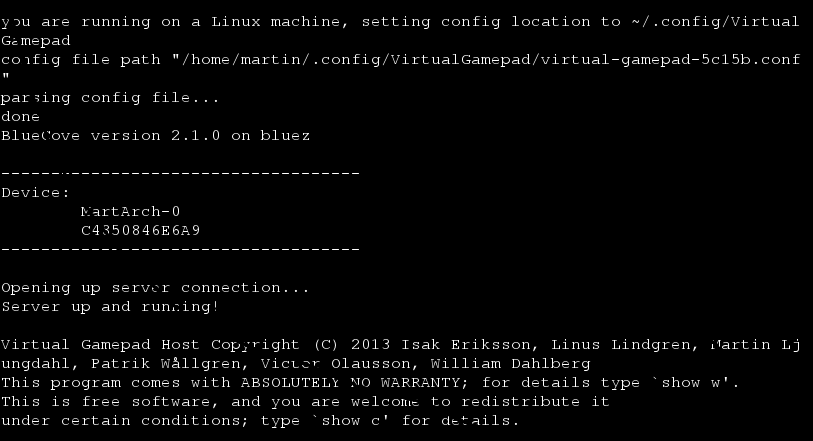 you are running on a Linux machine, setting config location to ~/.config/Virtual
Gamepad
config file path "/home/martin/.config/VirtualGamepad/virtual-gamepad-5c15b.conf
"
parsing config file...
done
BlueCove version 2.1.0 on bluez
------------------------------------
Device:
MartArch-0
C4350846E6A9
------------------------------------
Opening up server connection...
Server up and running!
Virtual Gamepad Host Copyright (C) 2013 Isak Eriksson, Linus Lindgren, Martin Lj
ungdahl, Patrik Wållgren, Victor Olausson, William Dahlberg
This program comes with ABSOLUTELY NO WARRANTY; for details type `show w'.
This is free software, and you are welcome to redistribute it
under certain conditions; type `show c' for details.